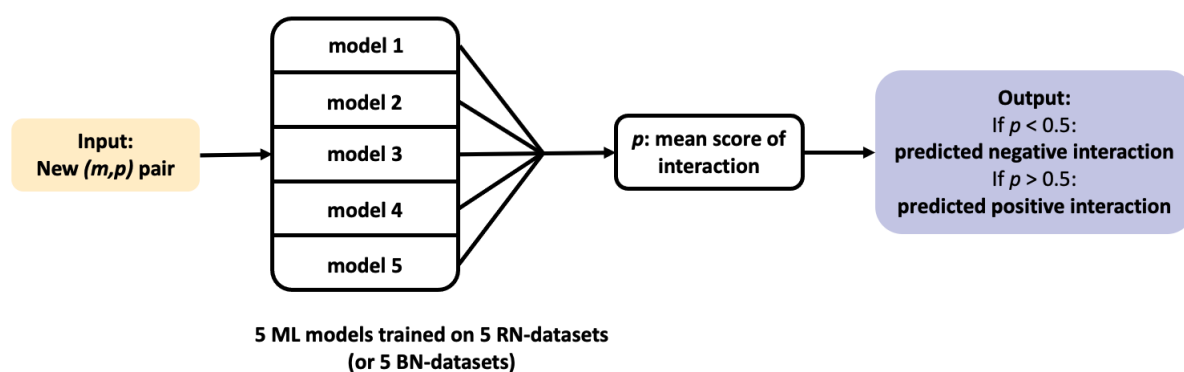 Input:
New (m,p) pair
model 1
model 2
model 3
model 4
model 5
5 ML models trained on 5 RN-datasets
(or 5 BN-datasets)
p: mean score of
interaction
Output:
If p < 0.5:
predicted negative interaction
If p > 0.5:
predicted positive interaction